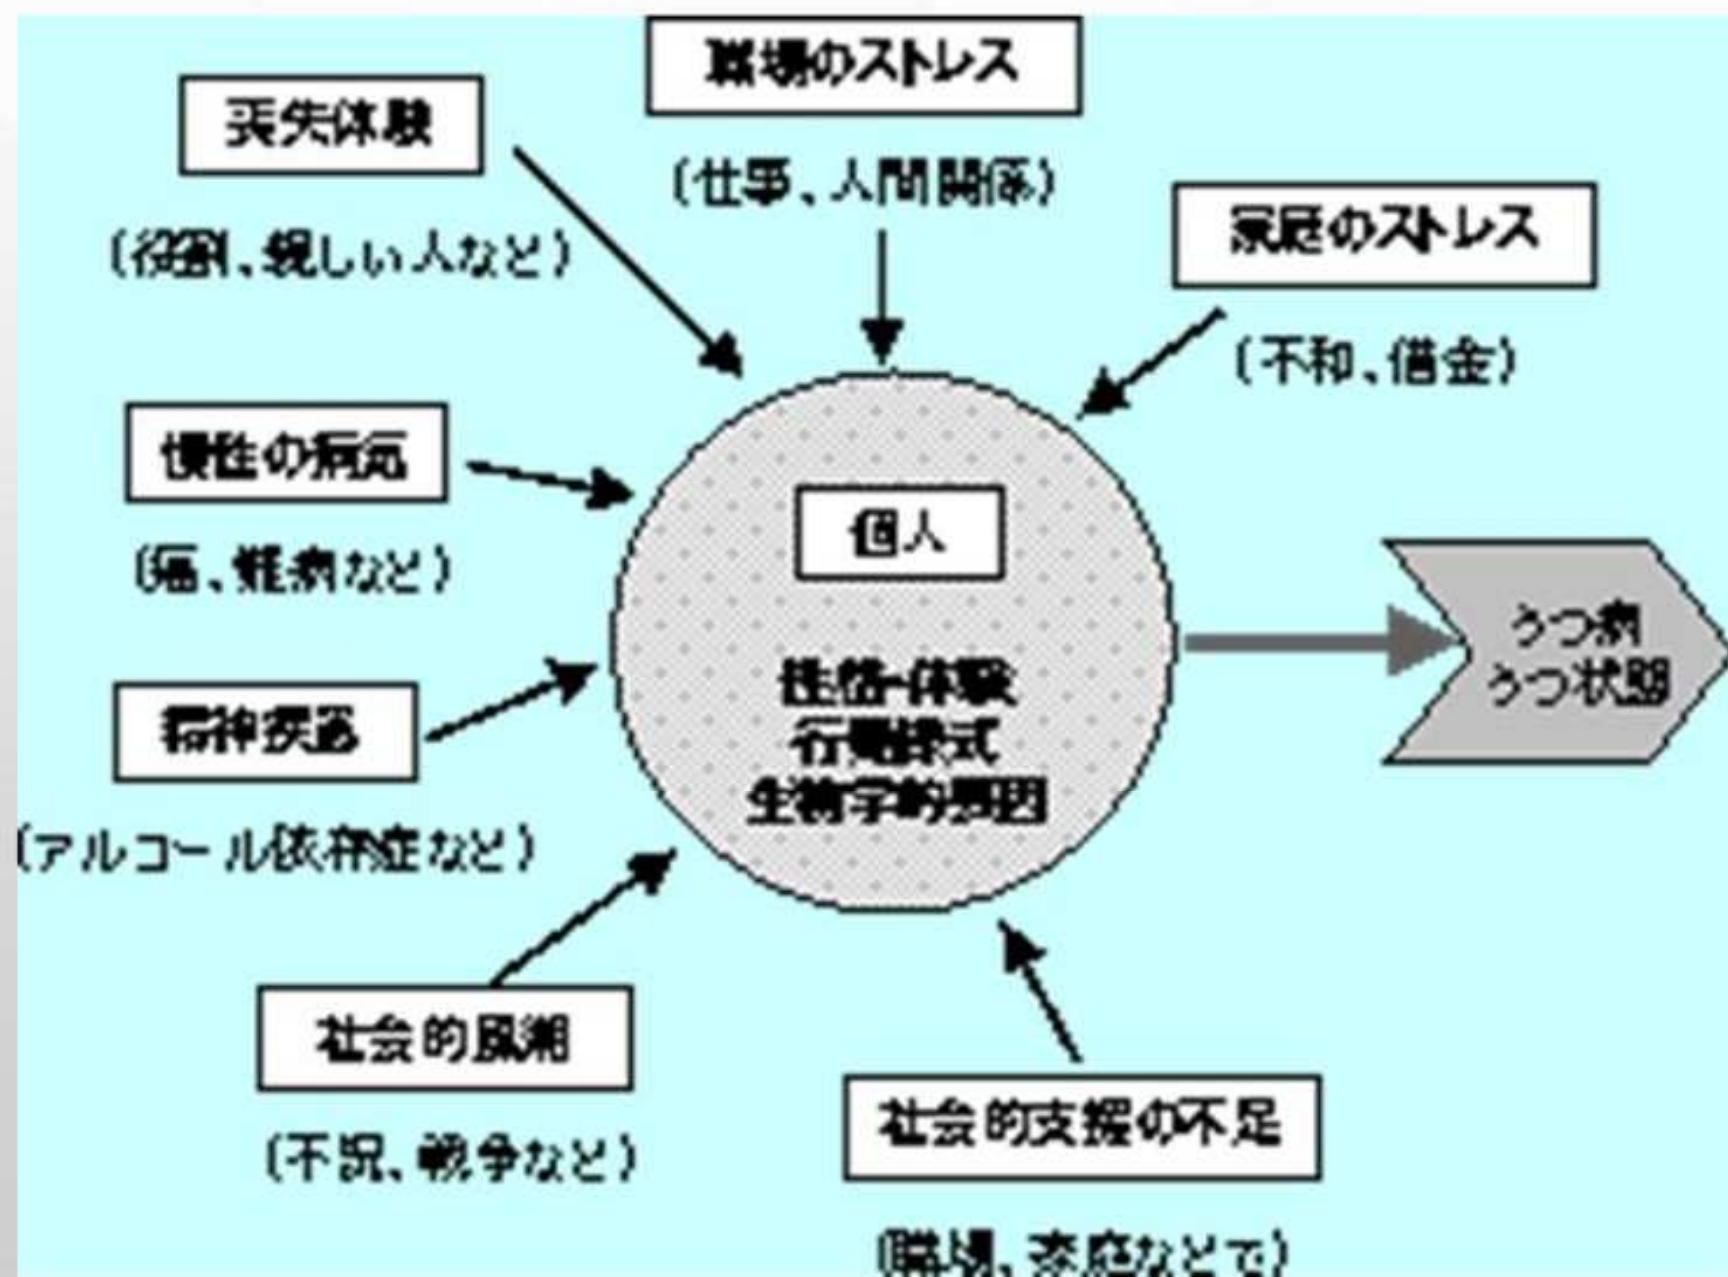 職場のストレス
(仕事、人間関係)
喪失体験
(役割、親しい人など)
家庭のストレス
(不和、借金)
慢性の病気
(癌、難病など)
個人
性格・体験
行動様式
生物学的要因
うつ病
うつ状態
精神疾患
(アルコール依存症など)
社会的風潮
(不況、戦争など)
社会的支援の不足
(職場、家庭などで)